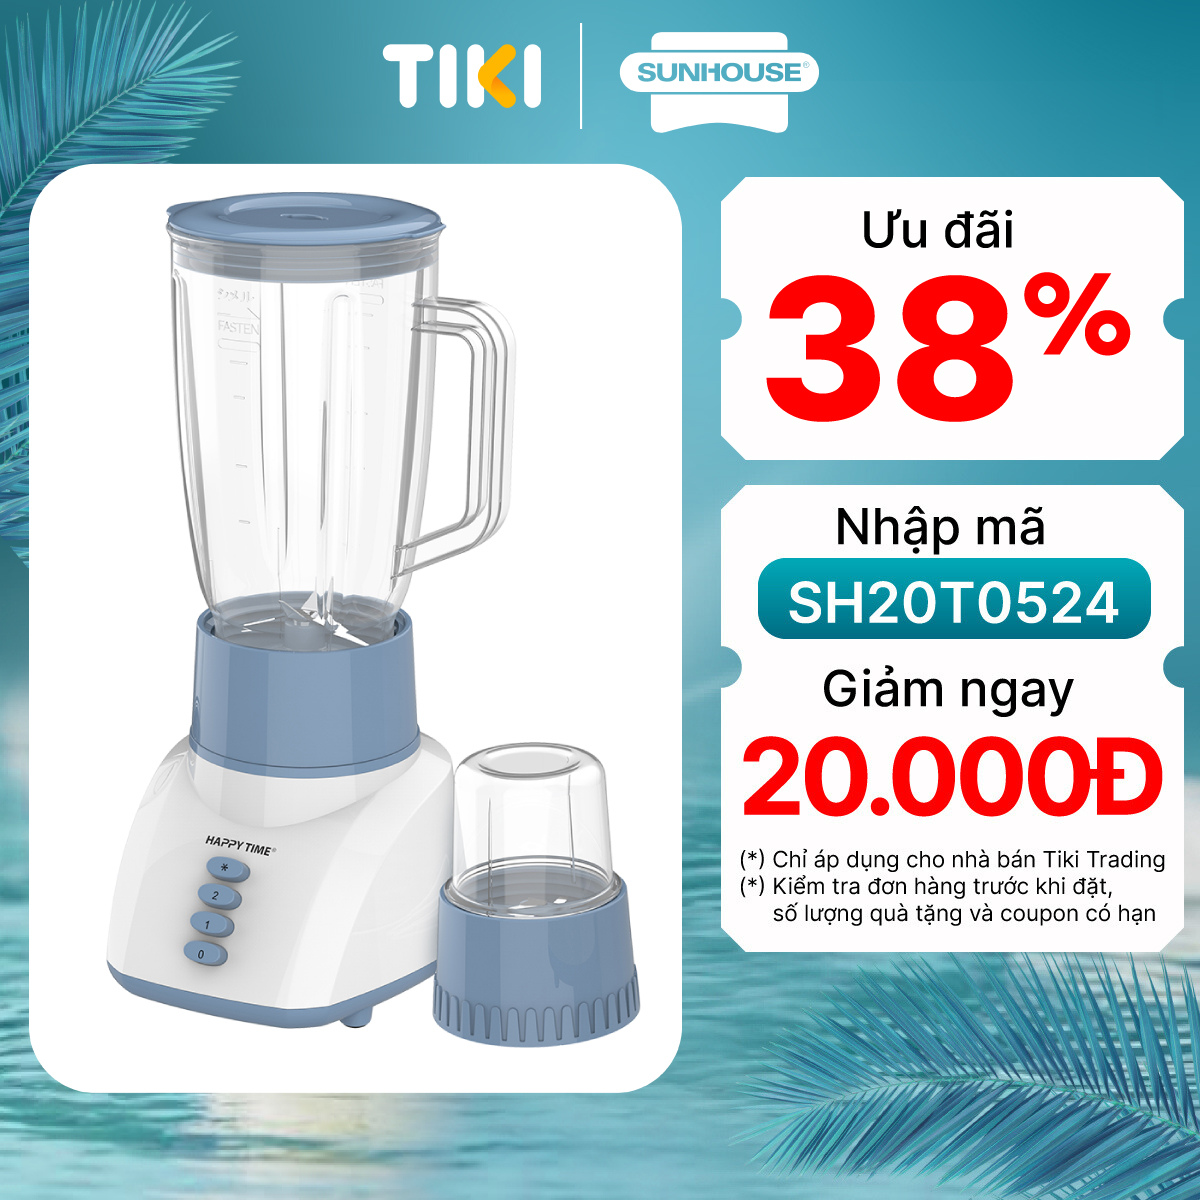 TIKI
SUNHOUSE®
Ưu đãi
38%
Nhập mã
SH20T0524
Giảm ngay
20.000Đ
(*) Chỉ áp dụng cho nhà bán Tiki Trading
(*) Kiểm tra đơn hàng trước khi đặt,
số lượng quà tặng và coupon có hạn
FASTEN
HAPPY TIME®
*
2
1
0